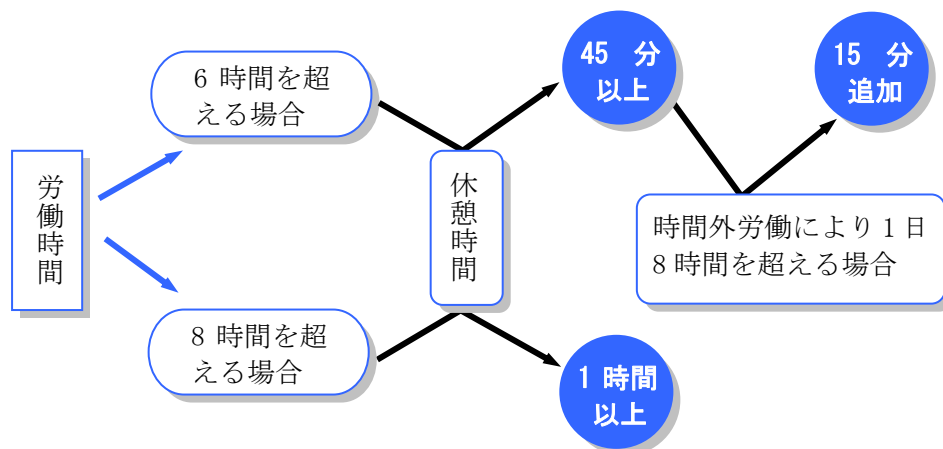 労働時間
6 時間を超
える場合
8 時間を超
える場合
休憩時間
45 分
以上
1 時間
以上
時間外労働により1日
8時間を超える場合
15 分
追加